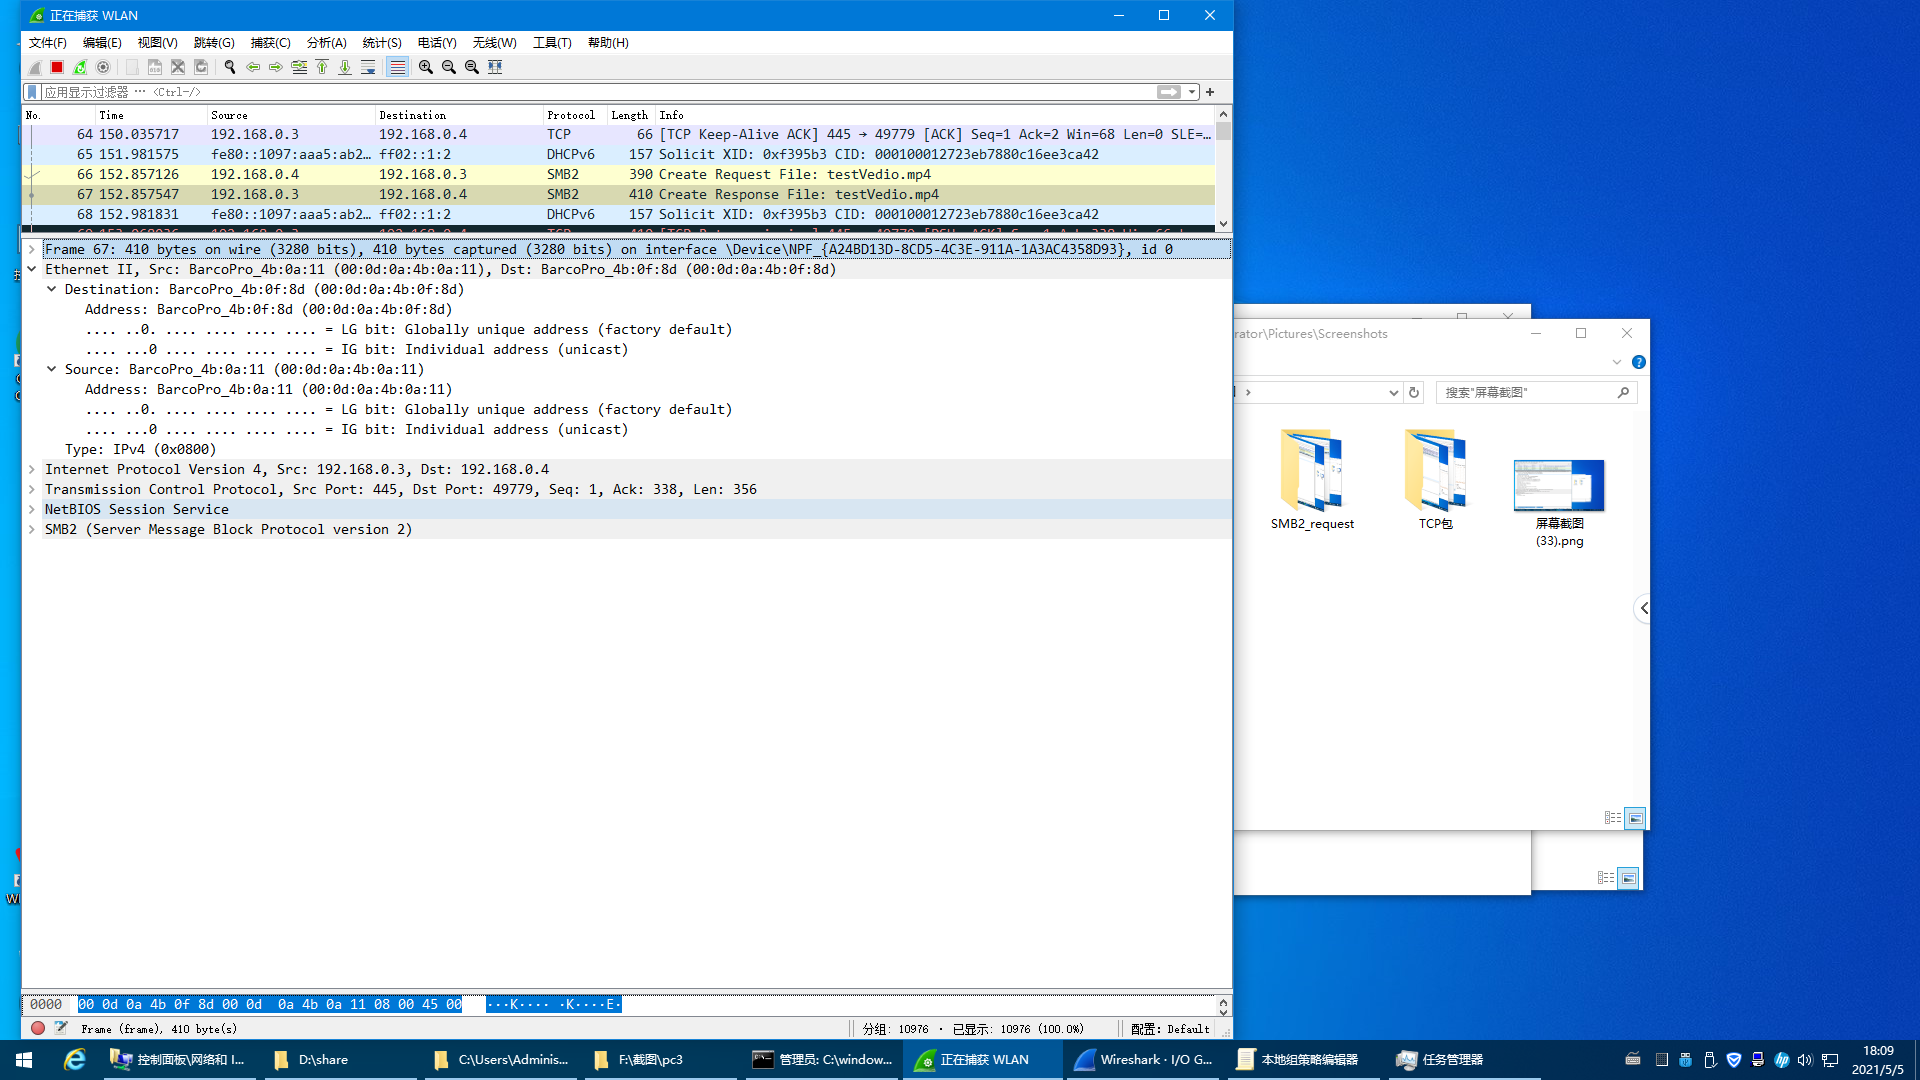 正在捕获 WLAN
文件(F) 编辑(E) 视图(V) 跳转(G) 捕获(C) 分析(A) 统计(S) 电话(Y) 无线(W) 工具(T) 帮助(H)
应用显示过滤器 … <Ctrl-/>
No. Time Source Destination Protocol Length Info
64 150.035717 192.168.0.3 192.168.0.4 TCP 66 [TCP Keep-Alive ACK] 445 → 49779 [ACK] Seq=1 Ack=2 Win=68 Len=0 SLE=…
65 151.981575 fe80::1097:aaa5:ab2… ff02::1:2 DHCPv6 157 Solicit XID: 0xf395b3 CID: 000100012723eb7880c16ee3ca42
66 152.857126 192.168.0.4 192.168.0.3 SMB2 390 Create Request File: testVedio.mp4
67 152.857547 192.168.0.3 192.168.0.4 SMB2 410 Create Response File: testVedio.mp4
68 152.981831 fe80::1097:aaa5:ab2… ff02::1:2 DHCPv6 157 Solicit XID: 0xf395b3 CID: 000100012723eb7880c16ee3ca42
Frame 67: 410 bytes on wire (3280 bits), 410 bytes captured (3280 bits) on interface \Device\NPF_{A24BD13D-8CD5-4C3E-911A-1A3AC4358D93}, id 0
Ethernet II, Src: BarcoPro_4b:0a:11 (00:0d:0a:4b:0a:11), Dst: BarcoPro_4b:0f:8d (00:0d:0a:4b:0f:8d)
Destination: BarcoPro_4b:0f:8d (00:0d:0a:4b:0f:8d)
Address: BarcoPro_4b:0f:8d (00:0d:0a:4b:0f:8d)
.... ..0. .... .... .... .... = LG bit: Globally unique address (factory default)
.... ...0 .... .... .... .... = IG bit: Individual address (unicast)
Source: BarcoPro_4b:0a:11 (00:0d:0a:4b:0a:11)
Address: BarcoPro_4b:0a:11 (00:0d:0a:4b:0a:11)
.... ..0. .... .... .... .... = LG bit: Globally unique address (factory default)
.... ...0 .... .... .... .... = IG bit: Individual address (unicast)
Type: IPv4 (0x0800)
Internet Protocol Version 4, Src: 192.168.0.3, Dst: 192.168.0.4
Transmission Control Protocol, Src Port: 445, Dst Port: 49779, Seq: 1, Ack: 338, Len: 356
NetBIOS Session Service
SMB2 (Server Message Block Protocol version 2)
0000 00 0d 0a 4b 0f 8d 00 0d 0a 4b 0a 11 08 00 45 00 ···K···· ·K····E·
Frame (frame), 410 byte(s)
分组: 10976 · 已显示: 10976 (100.0%)
配置: Default
rator\Pictures\Screenshots
搜索"屏幕截图"
SMB2_request
TCP包
屏幕截图
(33).png
控制面板\网络和 I...
D:\share
C:\Users\Adminis...
F:\截图\pc3
管理员: C:\window...
正在捕获 WLAN
Wireshark · I/O G...
本地组策略编辑器
任务管理器
18:09
2021/5/5